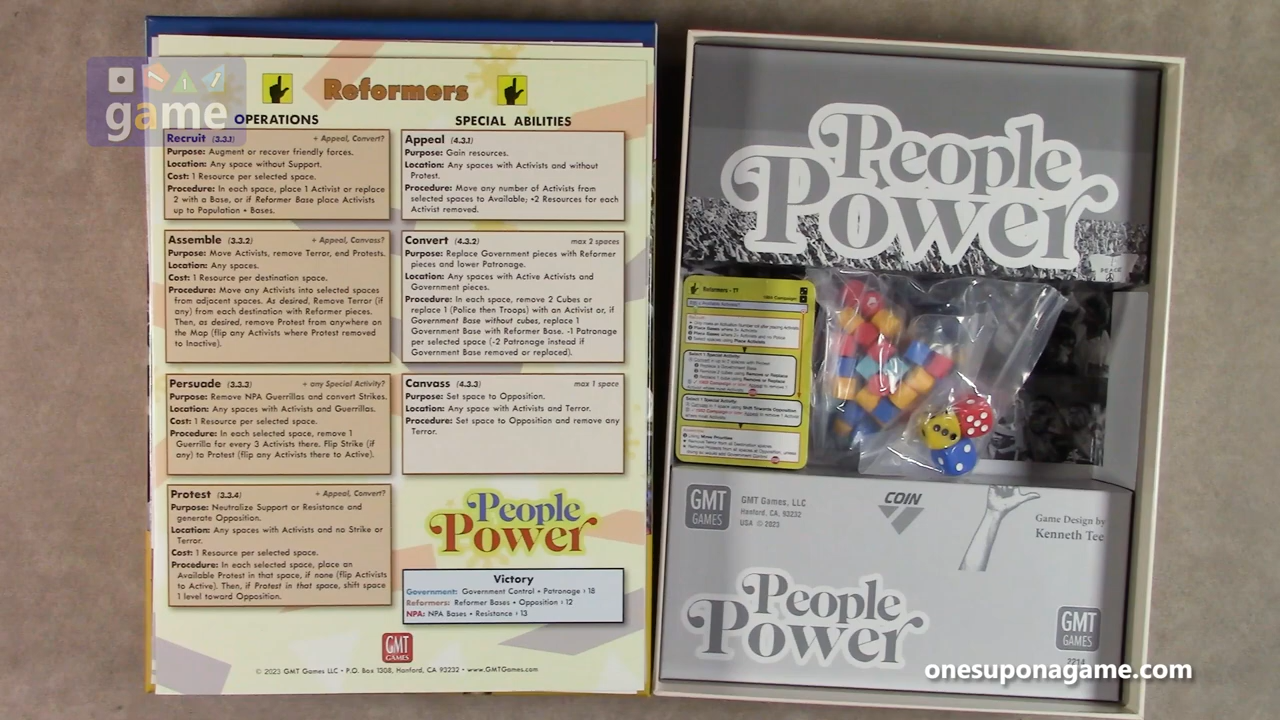 game
Reformers
OPERATIONS
Recruit (3.3.1) + Appeal, Convert?
Purpose: Augment or recover friendly forces.
Location: Any space without Support.
Cost: 1 Resource per selected space.
Procedure: In each space, place 1 Activist or replace
2 with a Base, or if Reformer Base place Activists
up to Population + Bases.
Assemble (3.3.2) + Appeal, Canvass?
Purpose: Move Activists, remove Terror, end Protests.
Location: Any spaces.
Cost: 1 Resource per destination space.
Procedure: Move any Activists into selected spaces
from adjacent spaces. As desired, Remove Terror (if
any) from each destination with Reformer pieces.
Then, as desired, remove Protest from anywhere on
the Map (flip any Activists where Protest removed
to Inactive).
Persuade (3.3.3) + any Special Activity?
Purpose: Remove NPA Guerrillas and convert Strikes.
Location: Any spaces with Activists and Guerrillas.
Cost: 1 Resource per selected space.
Procedure: In each selected space, remove 1
Guerrilla for every 3 Activists there. Flip Strike (if
any) to Protest (flip any Activists there to Active).
Protest (3.3.4) + Appeal, Convert?
Purpose: Neutralize Support or Resistance and
generate Opposition.
Location: Any spaces with Activists and no Strike or
Terror.
Cost: 1 Resource per selected space.
Procedure: In each selected space, place an
Available Protest in that space, if none (flip Activists
to Active). Then, if Protest in that space, shift space
1 level toward Opposition.
SPECIAL ABILITIES
Appeal (4.3.1)
Purpose: Gain resources.
Location: Any spaces with Activists and without
Protest.
Procedure: Move any number of Activists from
selected spaces to Available; +2 Resources for each
Activist removed.
Convert (4.3.2) max 2 spaces
Purpose: Replace Government pieces with Reformer
pieces and lower Patronage.
Location: Any spaces with Active Activists and
Government pieces.
Procedure: In each space, remove 2 Cubes or
replace 1 (Police then Troops) with an Activist or, if
Government Base without cubes, replace 1
Government Base with Reformer Base. -1 Patronage
per selected space (-2 Patronage instead if
Government Base removed or replaced).
Canvass (4.3.3) max 1 space
Purpose: Set space to Opposition.
Location: Any space with Activists and Terror.
Procedure: Set space to Opposition and remove any
Terror.
People
Power
Victory
Government: Government Control + Patronage > 18
Reformers: Reformer Bases + Opposition > 12
NPA: NPA Bases + Resistance > 13
GMT
GAMES
© 2023 GMT Games LLC • P.O. Box 1308, Hanford, CA 93232 • www.GMTGames.com
People
Power
PEACE
Reformers - ??
1984 Campaign
Select 1 Special Activity:
Select 1 Special Activity:
GMT
GAMES
GMT Games, LLC
Hanford, CA. 93232
USA © 2023
COIN
Game Design by
Kenneth Tee
People
Power
GMT
GAMES
2214
onesuponagame.com